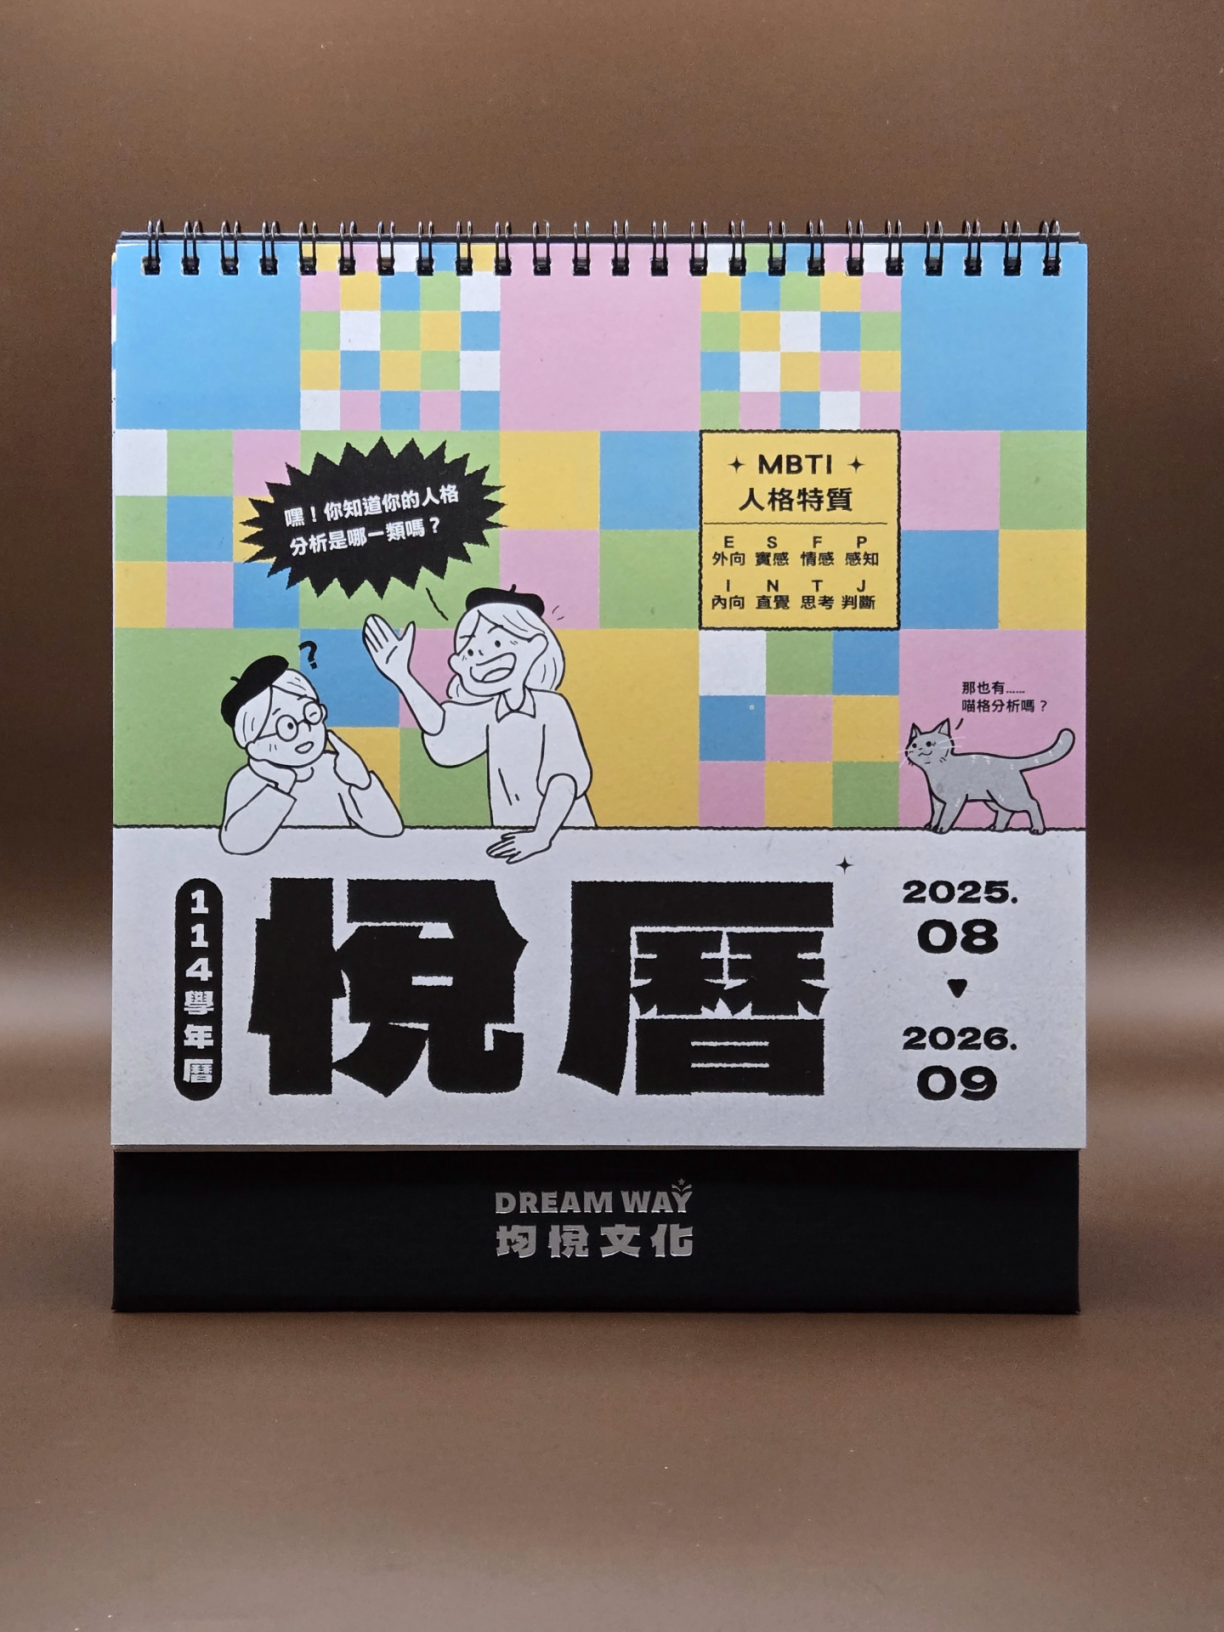 嘿！你知道你的人格
分析是哪一類嗎？
?
MBTI
人格特質
E S F P
外向 實感 情感 感知
I N T J
內向 直覺 思考 判斷
那也有……
喵格分析嗎？
114學年曆
悅曆
2025.
08
2026.
09
DREAM WAY
均悅文化